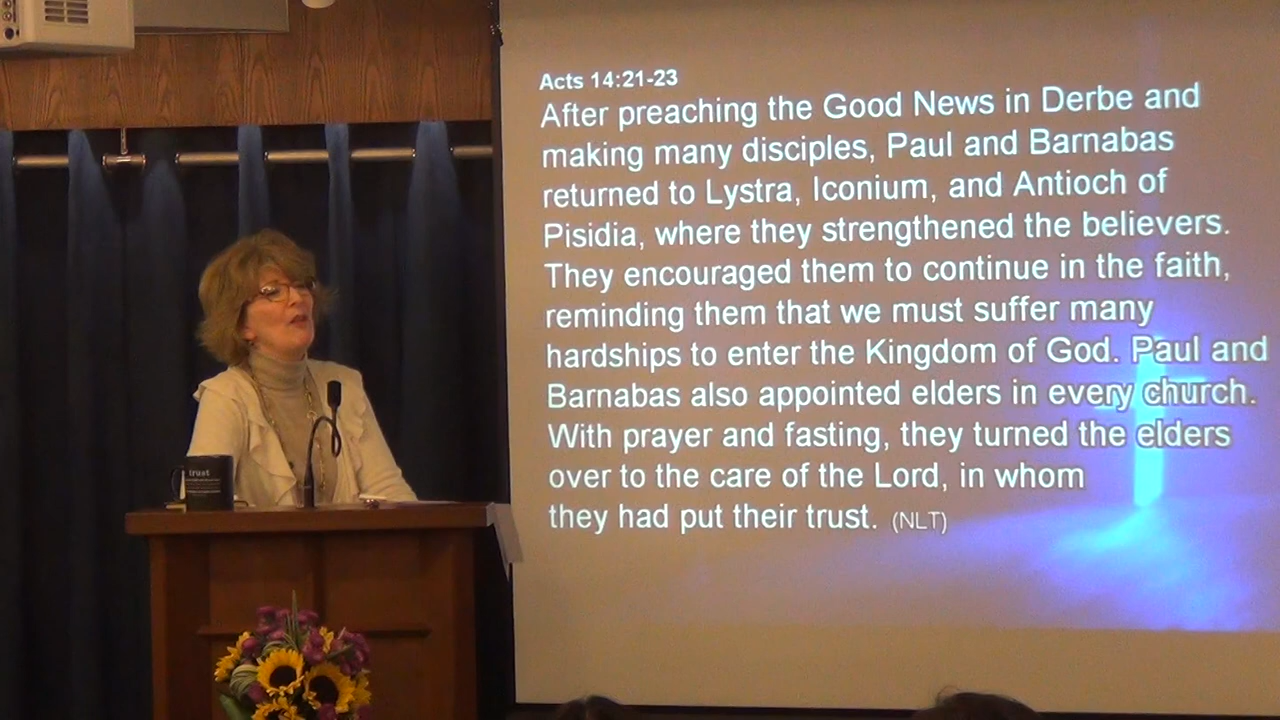 Acts 14:21-23
After preaching the Good News in Derbe and
making many disciples, Paul and Barnabas
returned to Lystra, Iconium, and Antioch of
Pisidia, where they strengthened the believers.
They encouraged them to continue in the faith,
reminding them that we must suffer many
hardships to enter the Kingdom of God. Paul and
Barnabas also appointed elders in every church.
With prayer and fasting, they turned the elders
over to the care of the Lord, in whom
they had put their trust. (NLT)
trust